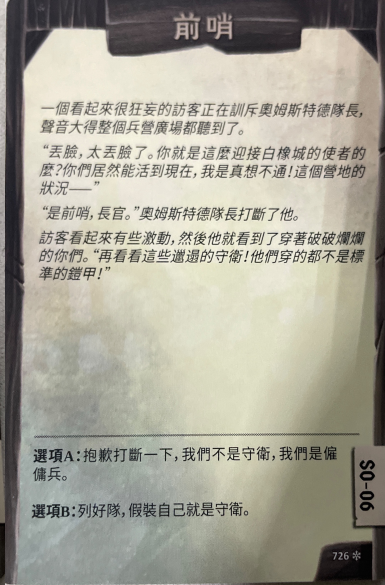 前哨
一個看起來很狂妄的訪客正在訓斥奧姆斯特德隊長,
聲音大得整個兵營廣場都聽到了。
“丟臉,太丟臉了。你就是這麼迎接白橡城的使者的
麼?你們居然能活到現在,我是真想不通!這個營地的
狀況——”
“是前哨,長官。”奧姆斯特德隊長打斷了他。
訪客看起來有些激動,然後他就看到了穿著破破爛爛
的你們。“再看看這些邋遢的守衛!他們穿的都不是標
準的鎧甲!”
選項A:抱歉打斷一下,我們不是守衛,我們是僱
傭兵。
選項B:列好隊,假裝自己就是守衛。
SO-06
726 ✼